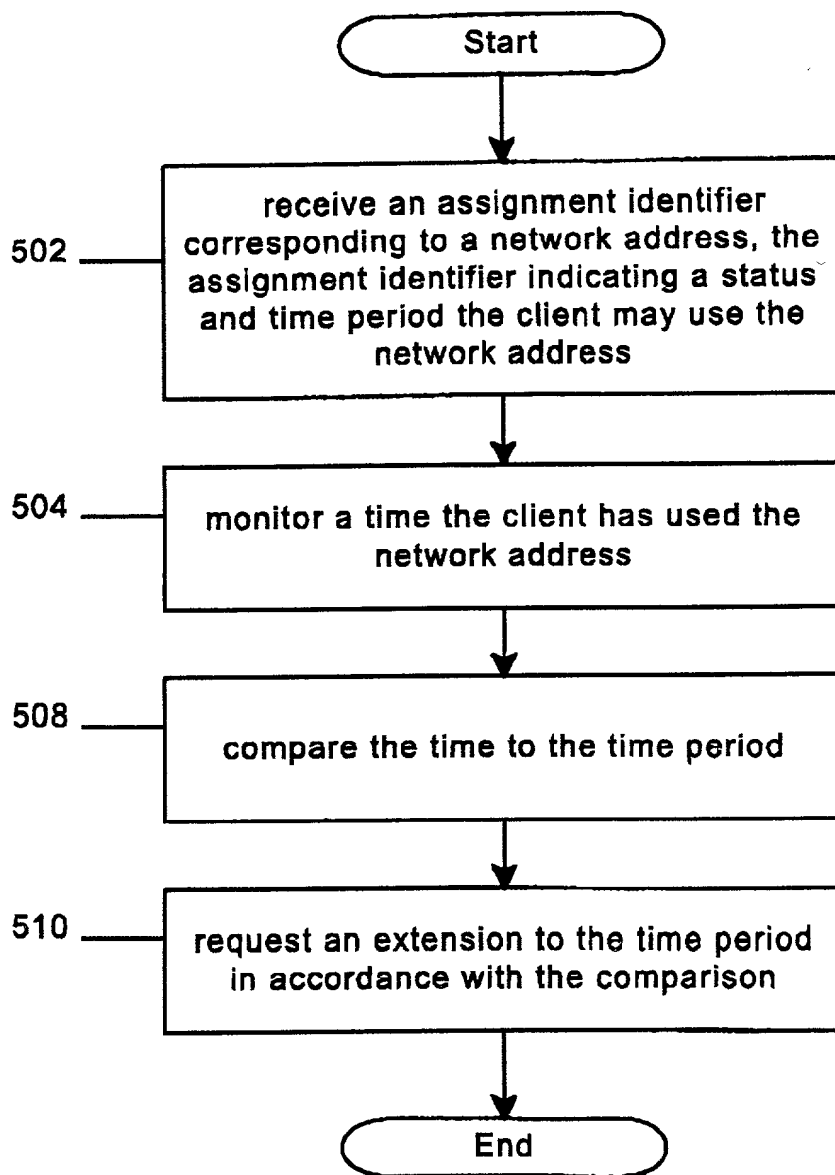 Start
502
receive an assignment identifier
corresponding to a network address, the
assignment identifier indicating a status
and time period the client may use the
network address
504
monitor a time the client has used the
network address
508
compare the time to the time period
510
request an extension to the time period
in accordance with the comparison
End